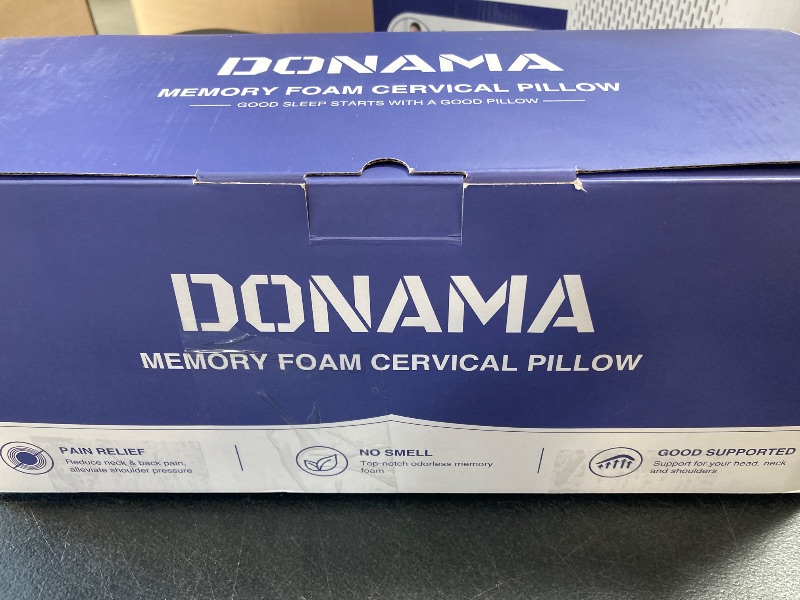 DONAMA
MEMORY FOAM CERVICAL PILLOW
GOOD SLEEP STARTS WITH A GOOD PILLOW
DONAMA
MEMORY FOAM CERVICAL PILLOW
PAIN RELIEF
Reduce neck & back pain,
alleviate shoulder pressure
NO SMELL
Top-notch odorless memory
foam
GOOD SUPPORTED
Support for your head, neck
and shoulders